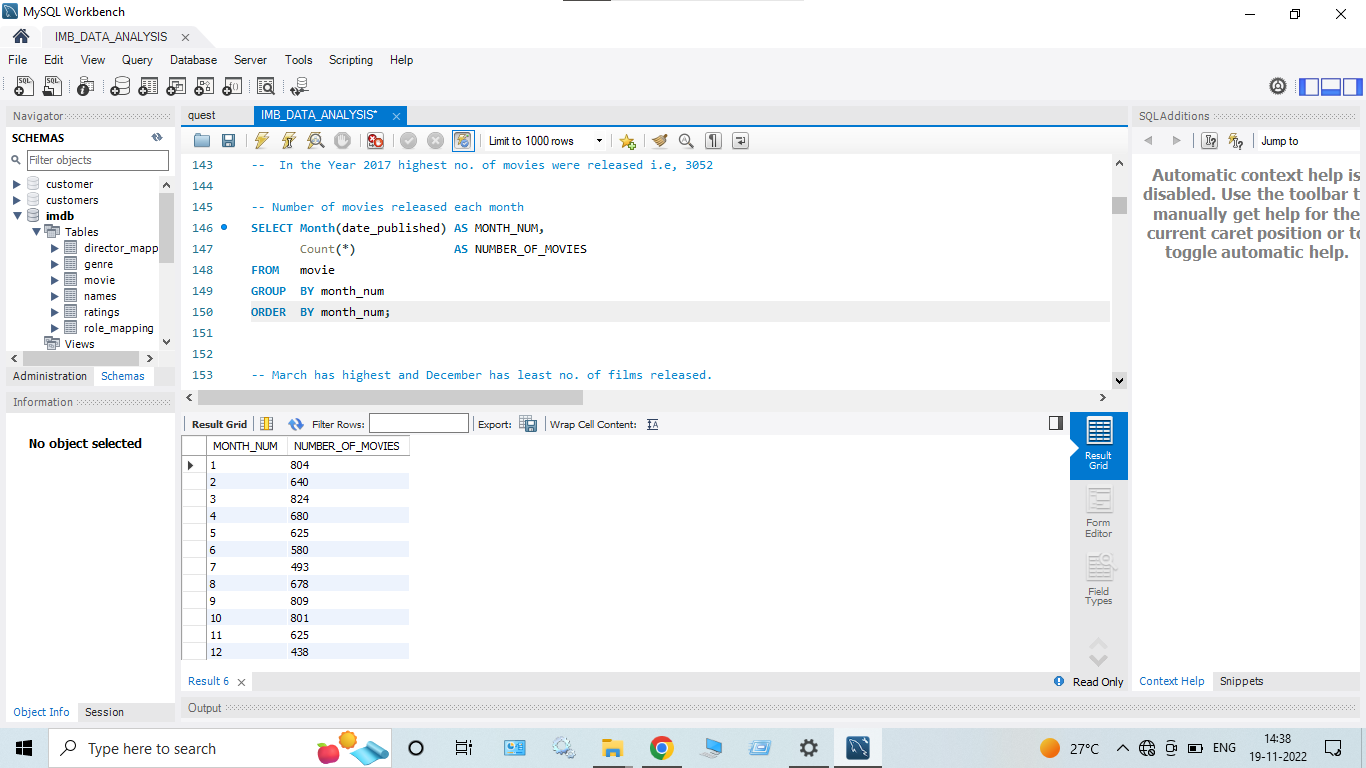 MySQL Workbench
IMB_DATA_ANALYSIS
File Edit View Query Database Server Tools Scripting Help
Navigator
SCHEMAS
Filter objects
customer
customers
imdb
Tables
director_mapp
genre
movie
names
ratings
role_mapping
Views
Administration Schemas
Information
No object selected
Object Info Session
quest IMB_DATA_ANALYSIS*
Limit to 1000 rows
143 -- In the Year 2017 highest no. of movies were released i.e, 3052
144
145 -- Number of movies released each month
146 SELECT Month(date_published) AS MONTH_NUM,
147 Count(*) AS NUMBER_OF_MOVIES
148 FROM movie
149 GROUP BY month_num
150 ORDER BY month_num;
151
152
153 -- March has highest and December has least no. of films released.
Result Grid Filter Rows: Export: Wrap Cell Content:
MONTH_NUM NUMBER_OF_MOVIES
1 804
2 640
3 824
4 680
5 625
6 580
7 493
8 678
9 809
10 801
11 625
12 438
Result Grid
Form Editor
Field Types
Result 6
Read Only
Output
SQLAdditions
Jump to
Automatic context help is
disabled. Use the toolbar t
manually get help for the
current caret position or to
toggle automatic help.
Context Help Snippets
Type here to search
27°C
ENG
14:38
19-11-2022